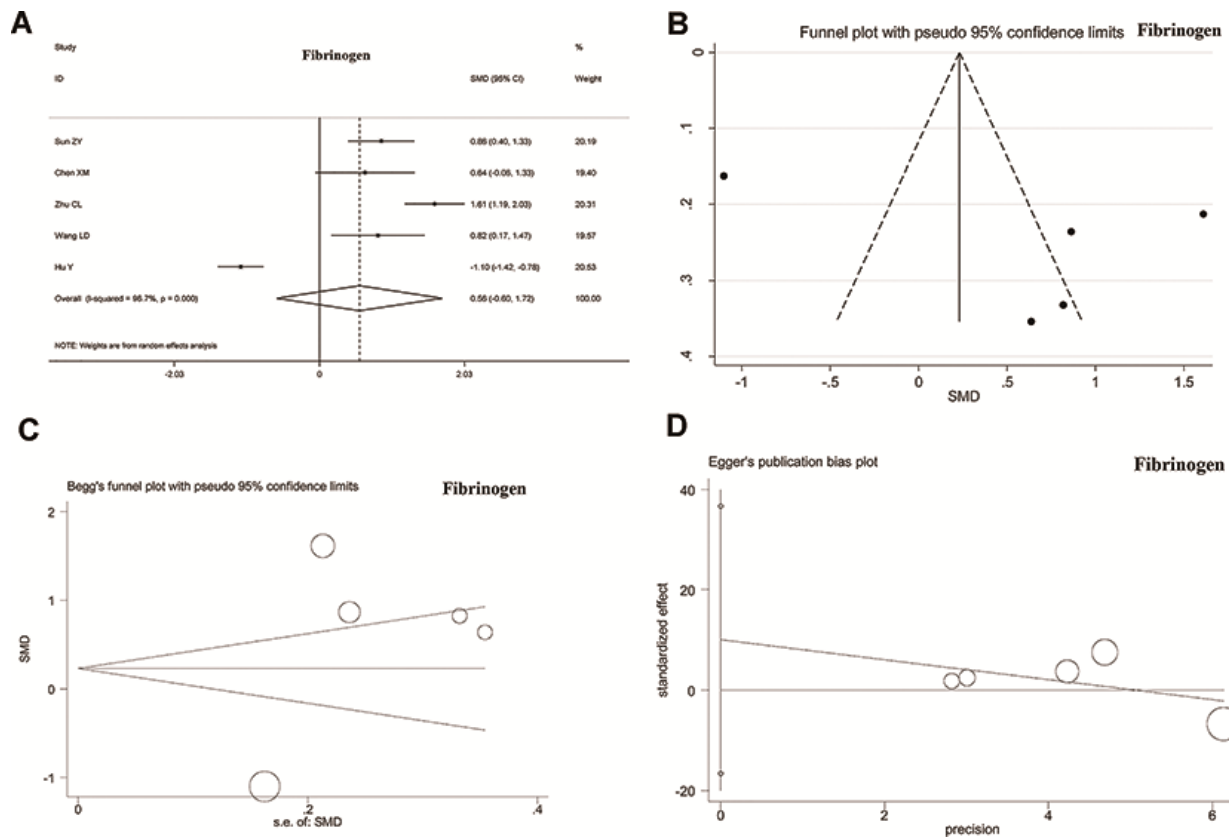 A
Study
Fibrinogen
%
ID
SMD (95% CI)
Weight
Sun ZY
0.86 (0.40, 1.33)
20.19
Chen XM
0.64 (-0.05, 1.33)
19.40
Zhu CL
1.61 (1.19, 2.03)
20.31
Wang LD
0.82 (0.17, 1.47)
19.57
Hu Y
-1.10 (-1.42, -0.78)
20.53
Overall (I-squared = 95.7%, p = 0.000)
0.56 (-0.60, 1.72)
100.00
NOTE: Weights are from random effects analysis
-2.03
0
2.03
B
Funnel plot with pseudo 95% confidence limits
Fibrinogen
0
.1
.2
.3
.4
-1
-.5
0
.5
1
1.5
SMD
C
Begg's funnel plot with pseudo 95% confidence limits
Fibrinogen
2
1
0
-1
SMD
0
.2
.4
s.e. of: SMD
D
Egger's publication bias plot
Fibrinogen
40
20
0
-20
standardized effect
0
2
4
6
precision